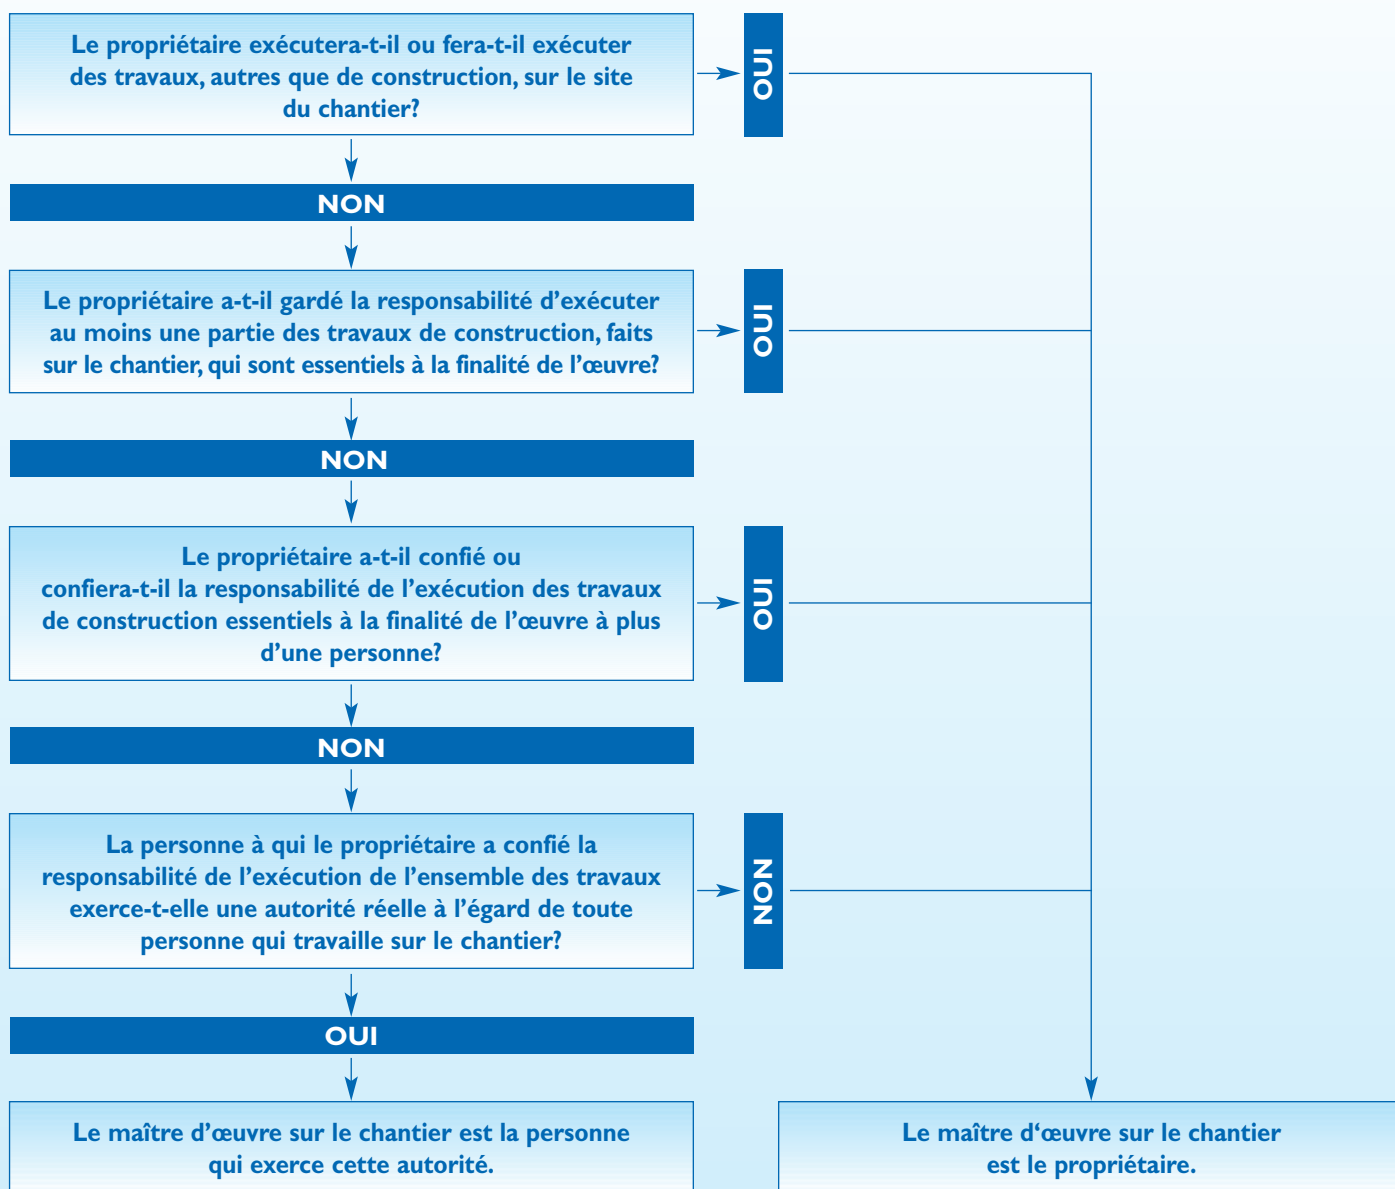 Le propriétaire exécutera-t-il ou fera-t-il exécuter
des travaux, autres que de construction, sur le site
du chantier?
OUI
NON
Le propriétaire a-t-il gardé la responsabilité d’exécuter
au moins une partie des travaux de construction, faits
sur le chantier, qui sont essentiels à la finalité de l’œuvre?
OUI
NON
Le propriétaire a-t-il confié ou
confiera-t-il la responsabilité de l’exécution des travaux
de construction essentiels à la finalité de l’œuvre à plus
d’une personne?
OUI
NON
La personne à qui le propriétaire a confié la
responsabilité de l’exécution de l’ensemble des travaux
exerce-t-elle une autorité réelle à l’égard de toute
personne qui travaille sur le chantier?
NON
OUI
Le maître d’œuvre sur le chantier est la personne
qui exerce cette autorité.
Le maître d‘œuvre sur le chantier
est le propriétaire.